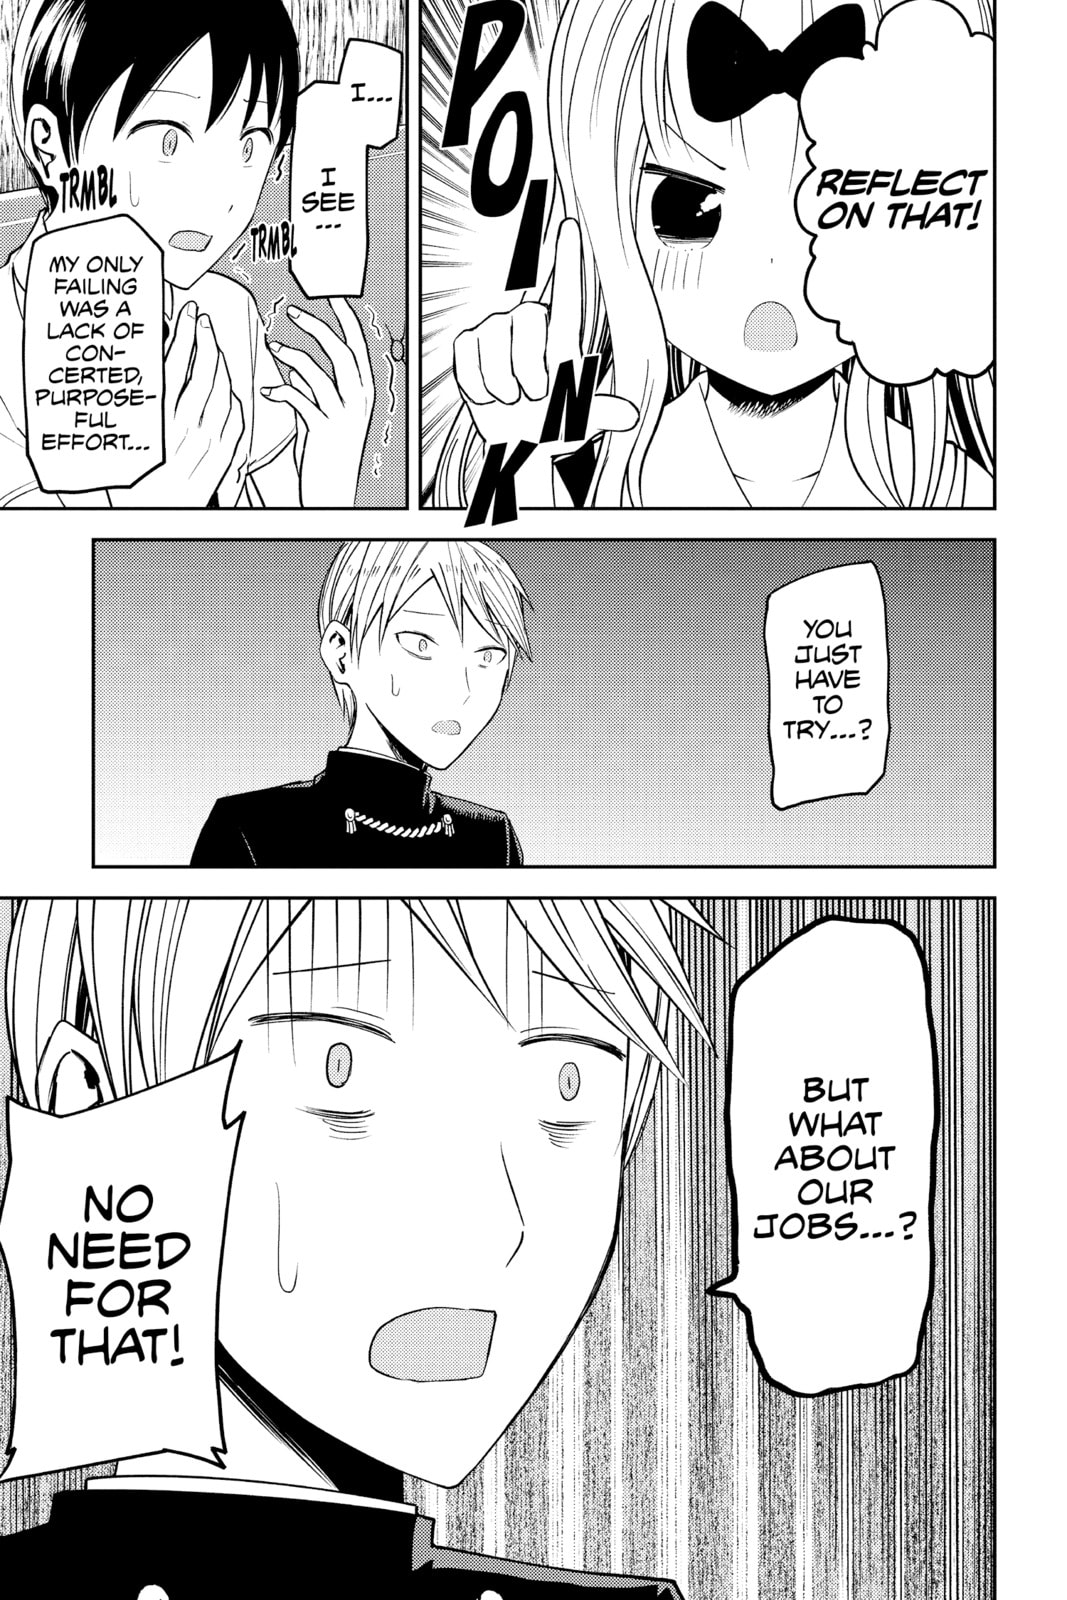 REFLECT
ON THAT!
POINK
I...
I
SEE
...
TRMBL
TRMBL
MY ONLY
FAILING
WAS A
LACK OF
CON-
CERTED,
PURPOSE-
FUL
EFFORT...
YOU
JUST
HAVE
TO
TRY...?
BUT
WHAT
ABOUT
OUR
JOBS...?
NO
NEED
FOR
THAT!